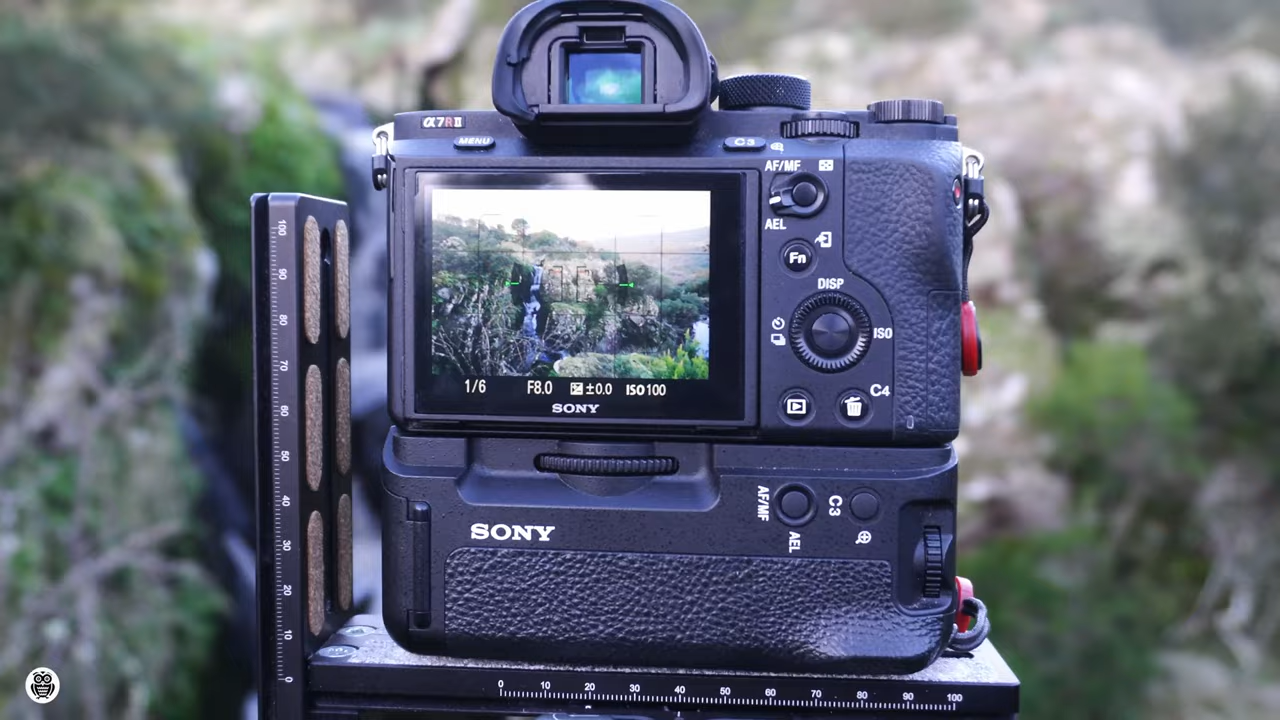 α7RII
MENU
C3
AF/MF
AEL
Fn
DISP
ISO
C4
1/6 F8.0 ±0.0 ISO100
SONY
SONY
AF/MF
AEL
C3
100
90
80
70
60
50
40
30
20
10
0
0 10 20 30 40 50 60 70 80 90 100